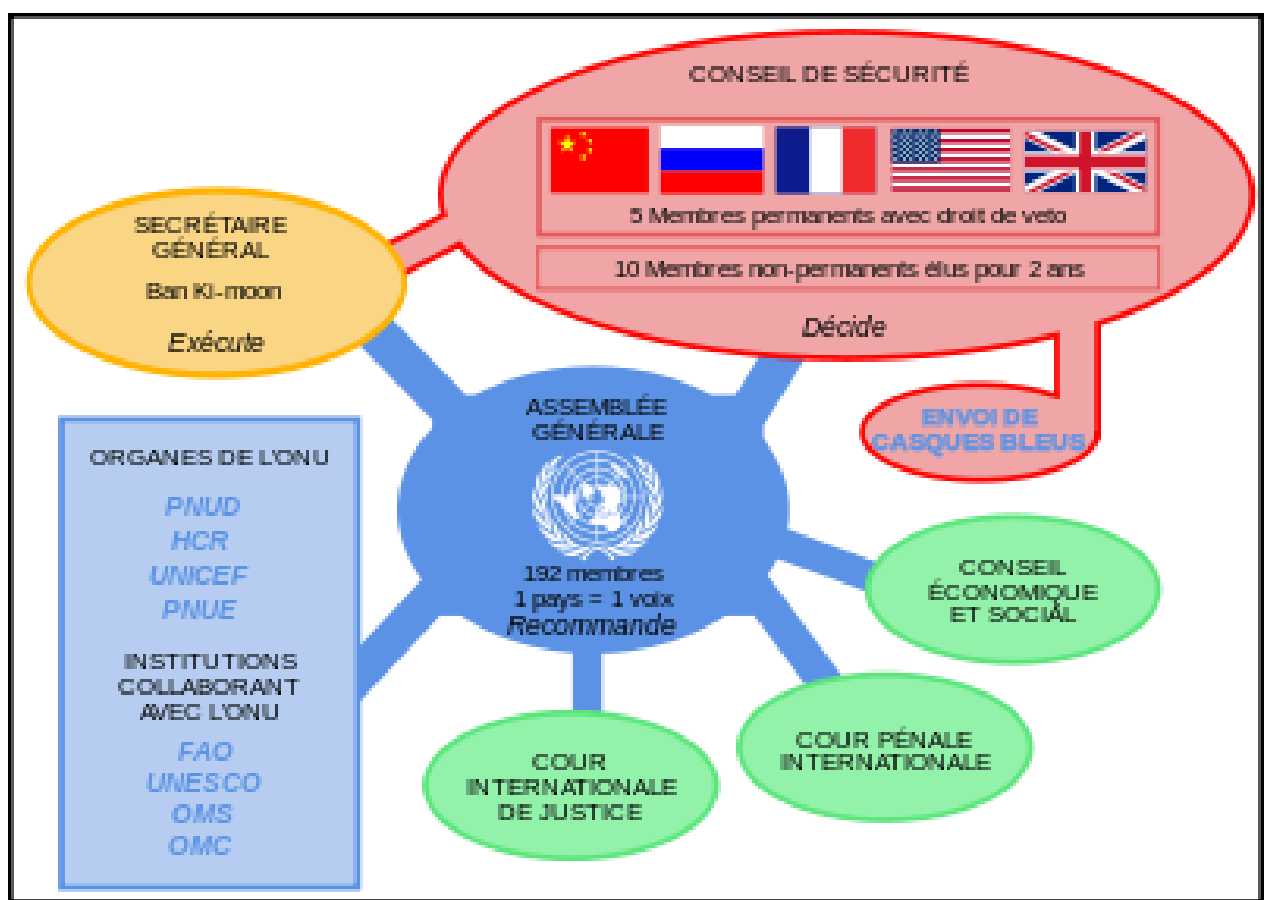 CONSEIL DE SÉCURITÉ
5 Membres permanents avec droit de veto
10 Membres non-permanents élus pour 2 ans
Décide
SECRÉTAIRE
GÉNÉRAL
Ban Ki-moon
Exécute
ENVOI DE
CASQUES BLEUS
ASSEMBLÉE
GÉNÉRALE
192 membres
1 pays = 1 voix
Recommande
ORGANES DE L'ONU
PNUD
HCR
UNICEF
PNUE
INSTITUTIONS
COLLABORANT
AVEC L'ONU
FAO
UNESCO
OMS
OMC
CONSEIL
ÉCONOMIQUE
ET SOCIAL
COUR PÉNALE
INTERNATIONALE
COUR
INTERNATIONALE
DE JUSTICE